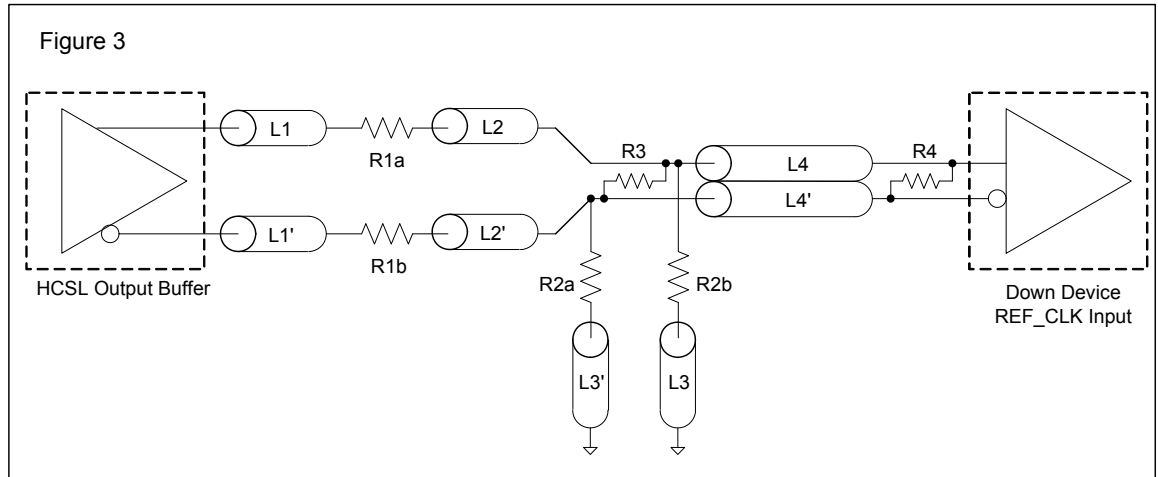 Figure 3
L1
R1a
L2
R3
L4
R4
L4'
L1'
R1b
L2'
HCSL Output Buffer
R2a
R2b
Down Device
REF_CLK Input
L3'
L3